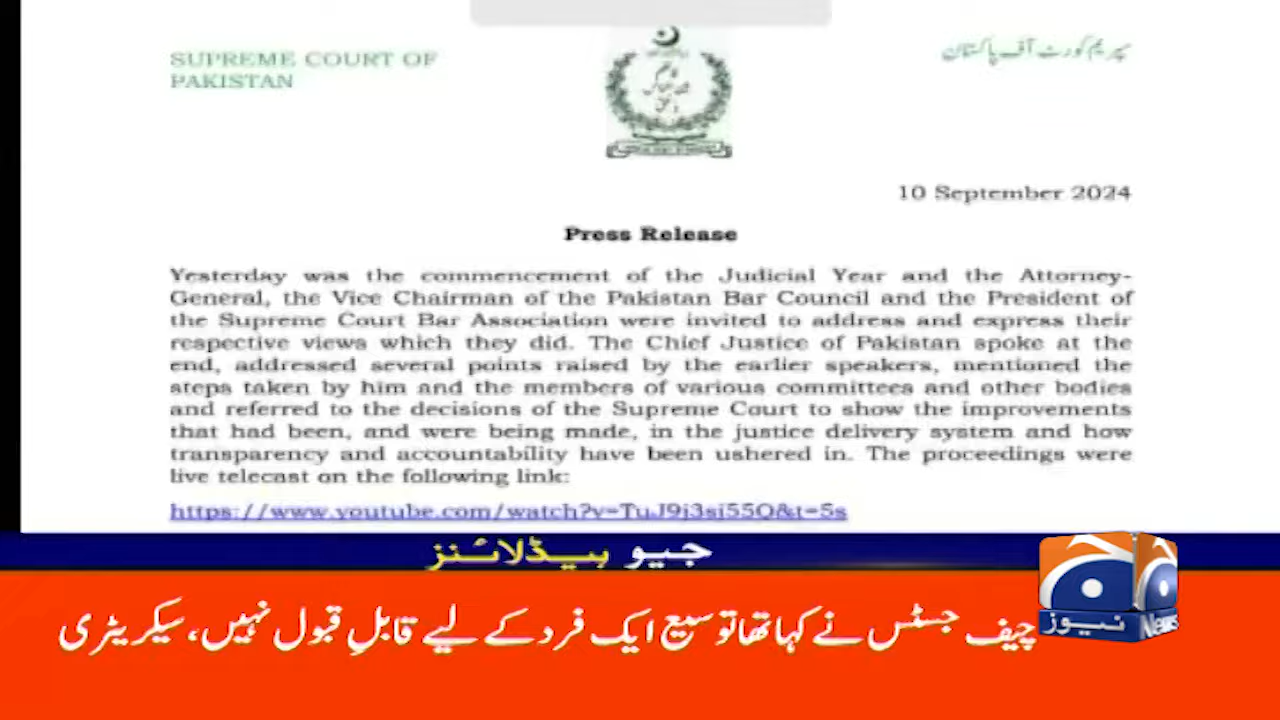 SUPREME COURT OF
PAKISTAN
سپریم کورٹ آف پاکستان
10 September 2024
Press Release
Yesterday was the commencement of the Judicial Year and the Attorney-
General, the Vice Chairman of the Pakistan Bar Council and the President of
the Supreme Court Bar Association were invited to address and express their
respective views which they did. The Chief Justice of Pakistan spoke at the
end, addressed several points raised by the earlier speakers, mentioned the
steps taken by him and the members of various committees and other bodies
and referred to the decisions of the Supreme Court to show the improvements
that had been, and were being made, in the justice delivery system and how
transparency and accountability have been ushered in. The proceedings were
live telecast on the following link:
https://www.youtube.com/watch?v=TuJ9j3sj55Q&t=5s
جیو ہیڈلائنز
چیف جسٹس نے کہا تھا توسیع ایک فرد کے لیے قابلِ قبول نہیں، سیکریٹری
نیوز News